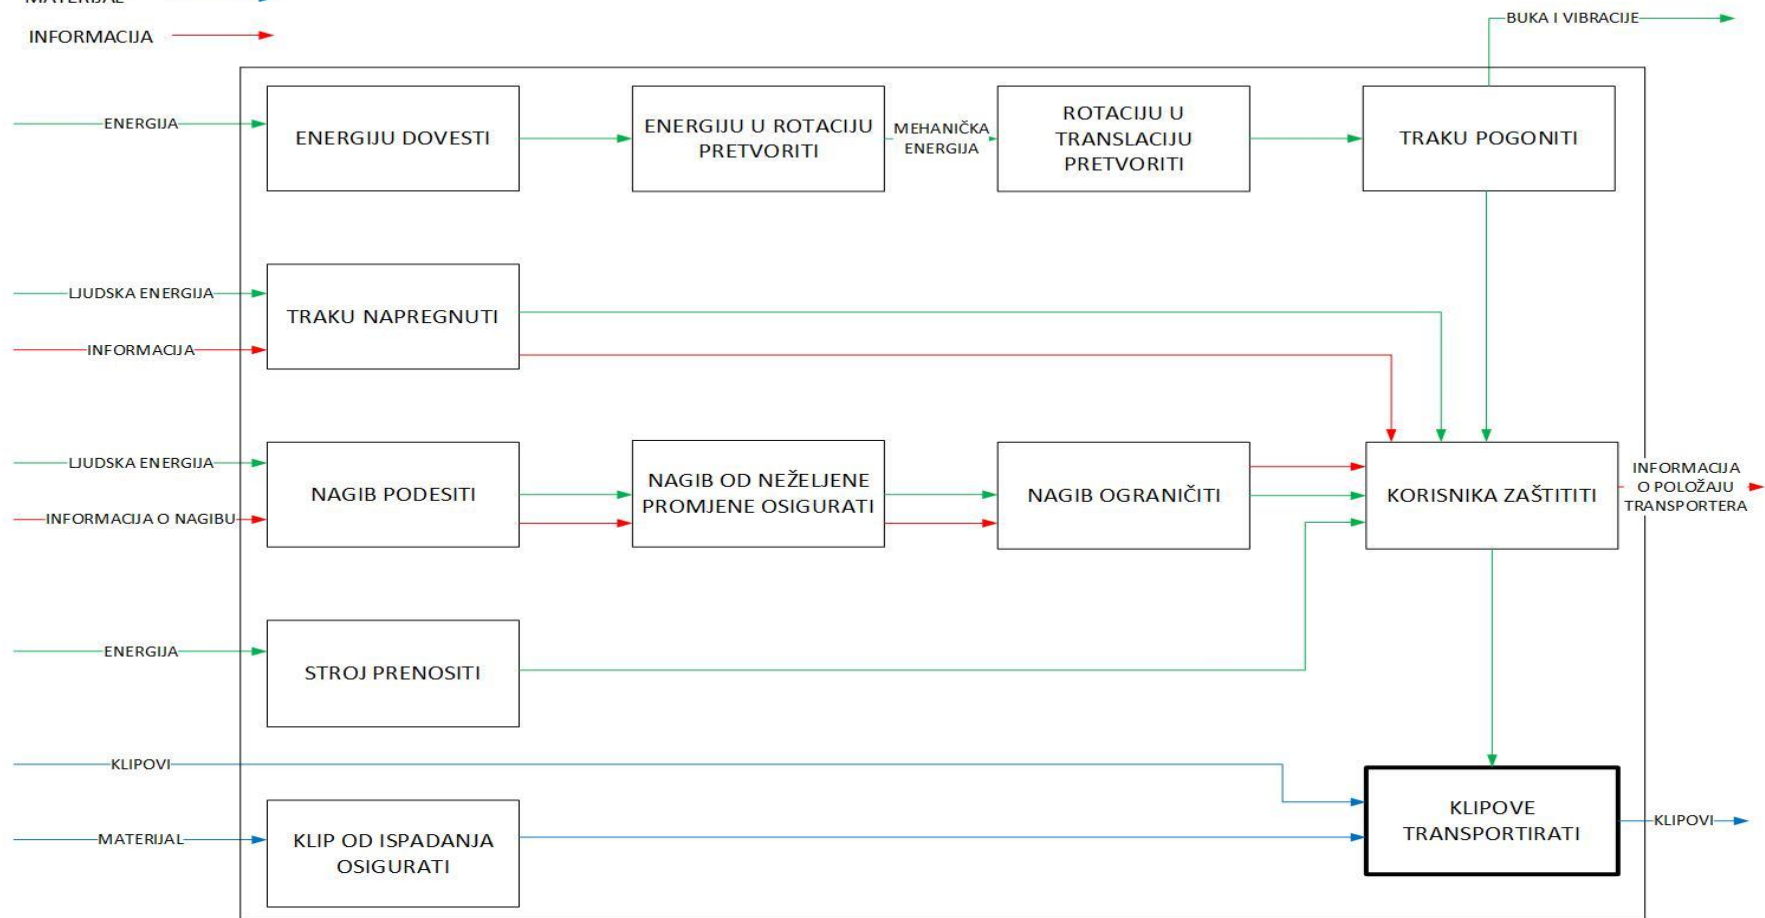 MATERIJAL
INFORMACIJA
BUKA I VIBRACIJE
ENERGIJA
ENERGIJU DOVESTI
ENERGIJU U ROTACIJU
PRETVORITI
MEHANIČKA
ENERGIJA
ROTACIJU U
TRANSLACIJU
PRETVORITI
TRAKU POGONITI
LJUDSKA ENERGIJA
INFORMACIJA
TRAKU NAPREGNUTI
LJUDSKA ENERGIJA
INFORMACIJA O NAGIBU
NAGIB PODESITI
NAGIB OD NEŽELJENE
PROMJENE OSIGURATI
NAGIB OGRANIČITI
KORISNIKA ZAŠTITITI
INFORMACIJA
O POLOŽAJU
TRANSPORTERA
ENERGIJA
STROJ PRENOSITI
KLIPOVI
MATERIJAL
KLIP OD ISPADANJA
OSIGURATI
KLIPOVE
TRANSPORTIRATI
KLIPOVI